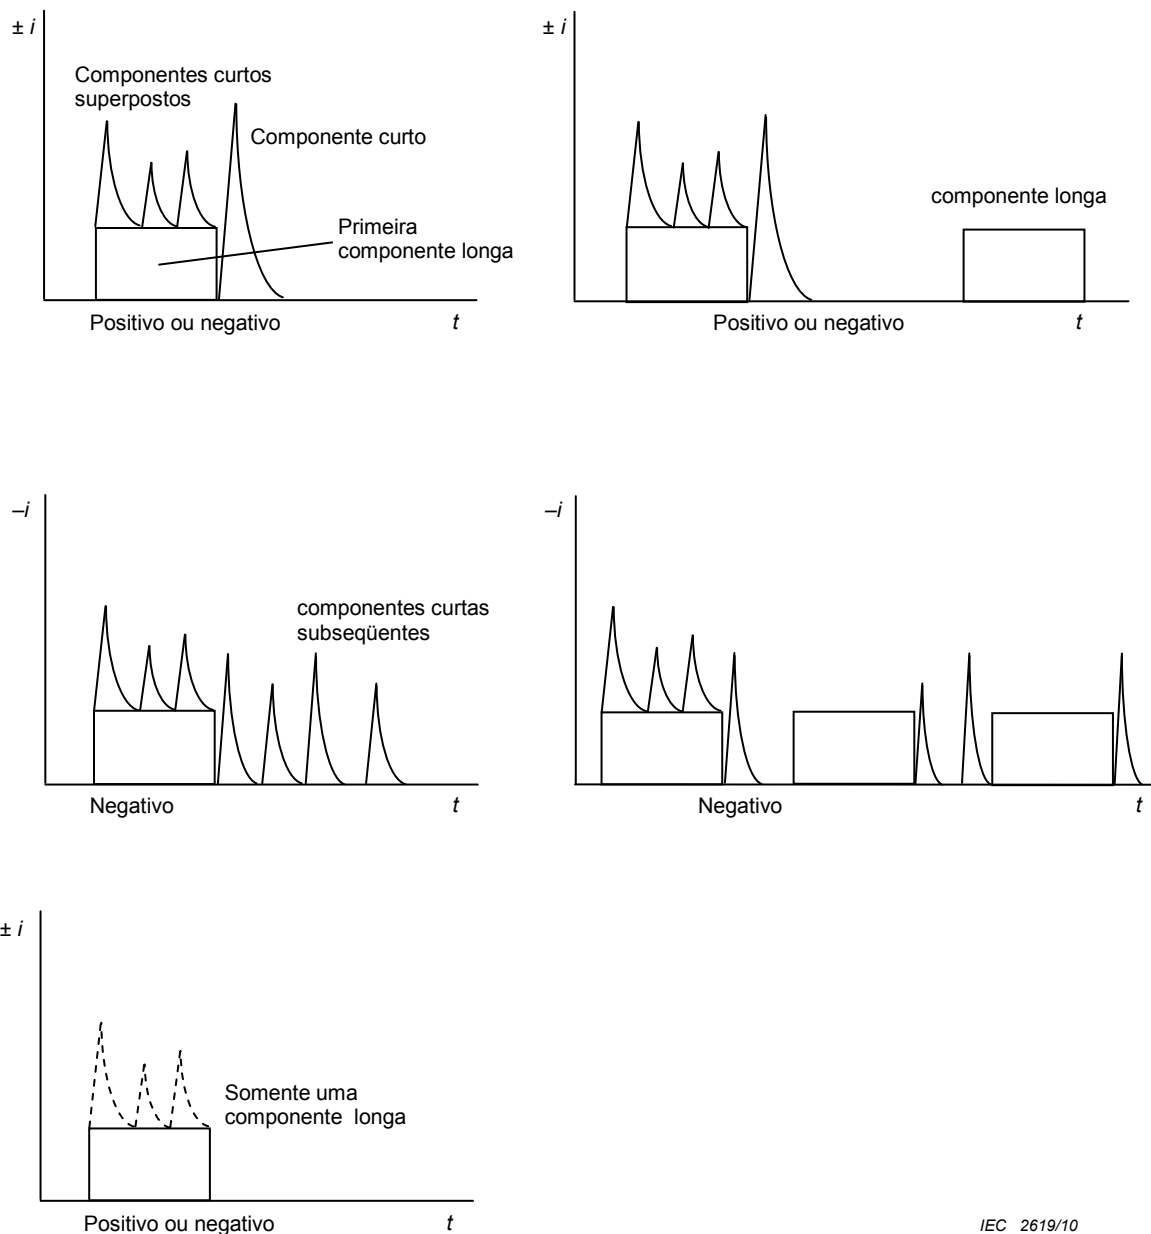 ± i
Componentes curtos
superpostos
Componente curto
Primeira
componente longa
Positivo ou negativo
t
± i
componente longa
Positivo ou negativo
t
–i
componentes curtas
subseqüentes
Negativo
t
–i
Negativo
t
± i
Somente uma
componente longa
Positivo ou negativo
t
IEC 2619/10